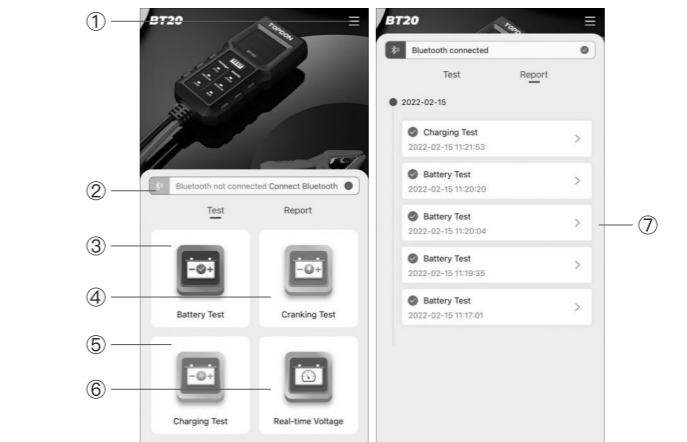 ①
BT20
TOPDON
②
Bluetooth not connected Connect Bluetooth
Test Report
③
④
Battery Test Cranking Test
⑤
⑥
Charging Test Real-time Voltage
BT20
Bluetooth connected
Test Report
2022-02-15
Charging Test
2022-02-15 11:21:53
Battery Test
2022-02-15 11:20:20
Battery Test
2022-02-15 11:20:04
⑦
Battery Test
2022-02-15 11:19:35
Battery Test
2022-02-15 11:17:01